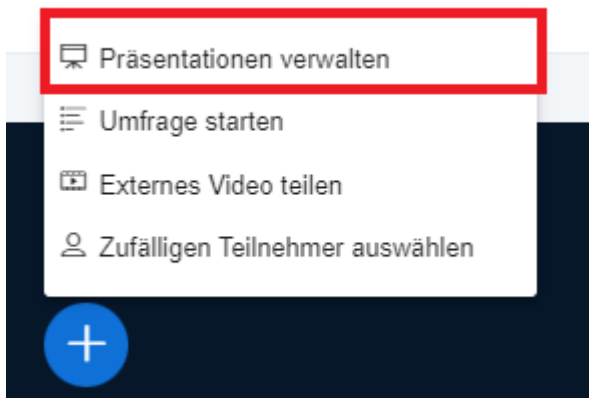 Präsentationen verwalten
Umfrage starten
Externes Video teilen
Zufälligen Teilnehmer auswählen